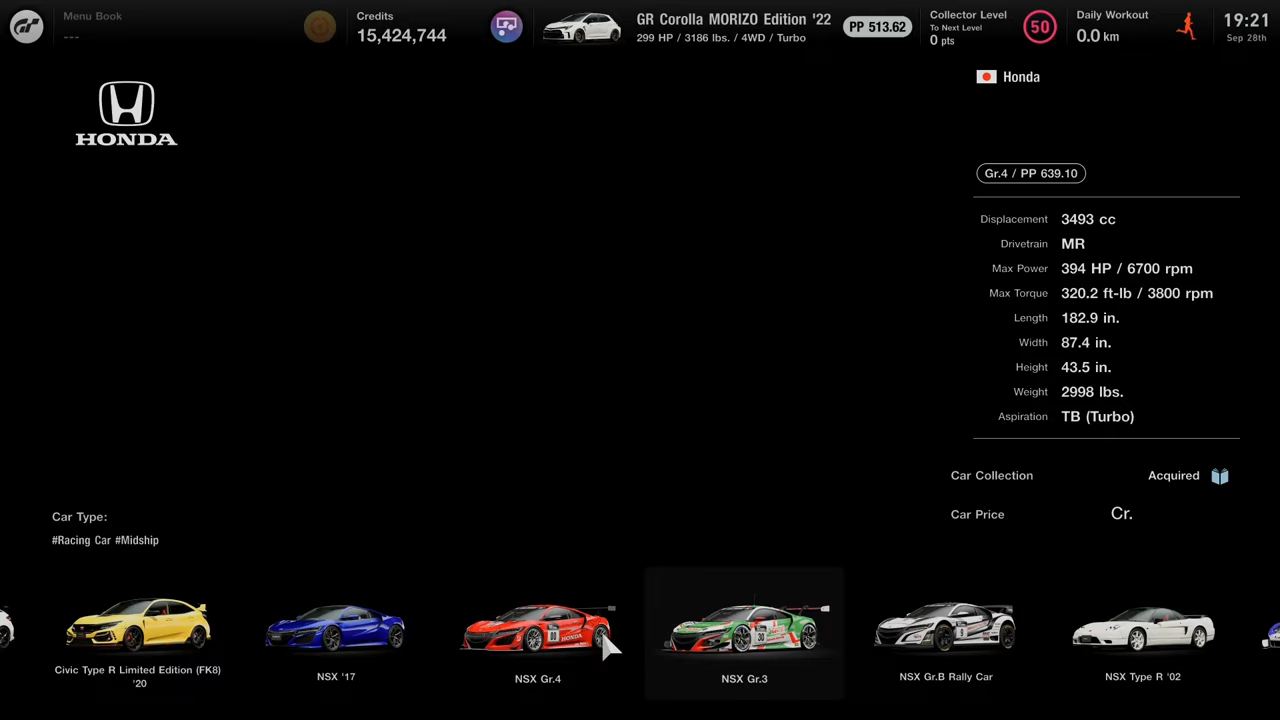 GT
Menu Book
---
Credits
15,424,744
GR Corolla MORIZO Edition '22
299 HP / 3186 lbs. / 4WD / Turbo
PP 513.62
Collector Level
To Next Level
0 pts
50
Daily Workout
0.0 km
19:21
Sep 28th
HONDA
Honda
Gr.4 / PP 639.10
Displacement 3493 cc
Drivetrain MR
Max Power 394 HP / 6700 rpm
Max Torque 320.2 ft-lb / 3800 rpm
Length 182.9 in.
Width 87.4 in.
Height 43.5 in.
Weight 2998 lbs.
Aspiration TB (Turbo)
Car Collection Acquired
Car Price Cr.
Car Type:
#Racing Car #Midship
Civic Type R Limited Edition (FK8)
'20
NSX '17
NSX Gr.4
NSX Gr.3
NSX Gr.B Rally Car
NSX Type R '02